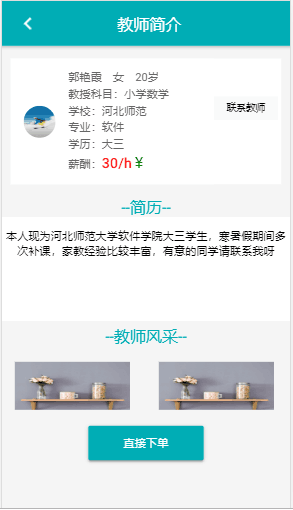 教师简介
郭艳霞 女 20岁
教授科目：小学数学
学校：河北师范
专业：软件
学历：大三
薪酬：30/h¥
联系教师
--简历--
本人现为河北师范大学软件学院大三学生，寒暑假期间多
次补课，家教经验比较丰富，有意的同学请联系我呀
--教师风采--
直接下单